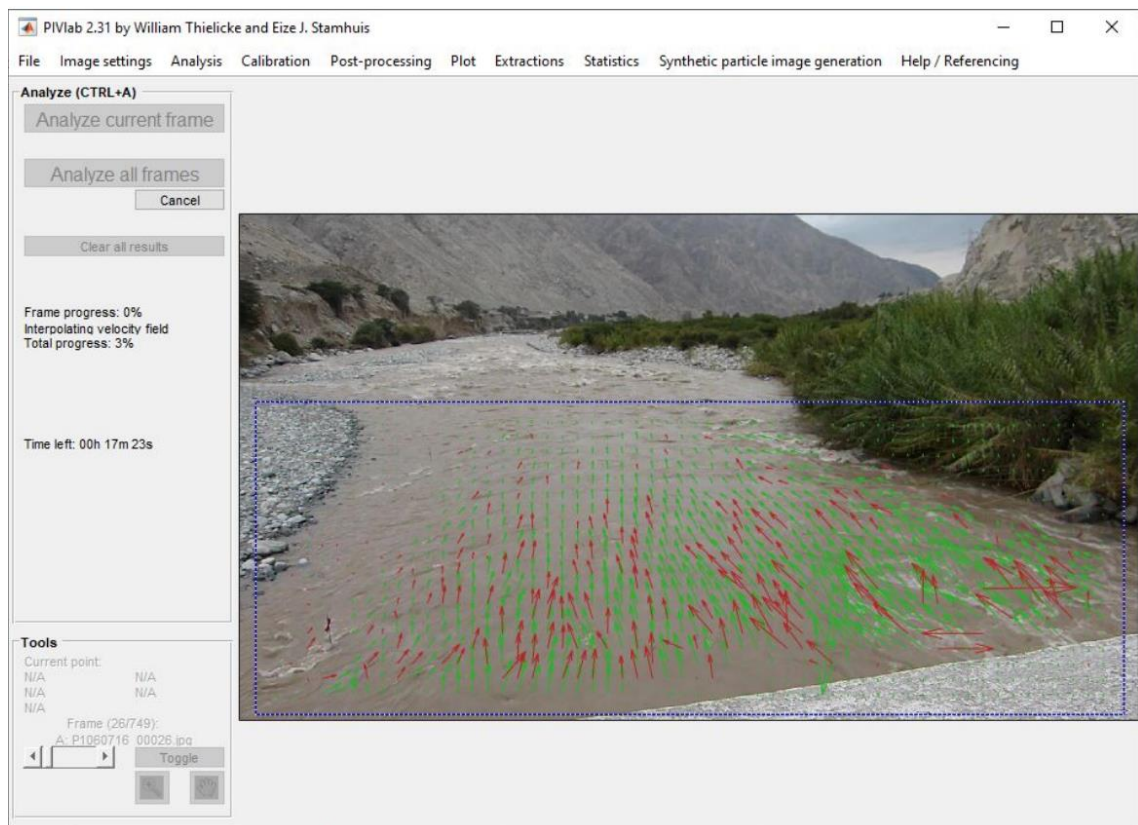 PIVlab 2.31 by William Thielicke and Eize J. Stamhuis
File Image settings Analysis Calibration Post-processing Plot Extractions Statistics Synthetic particle image generation Help / Referencing
Analyze (CTRL+A)
Analyze current frame
Analyze all frames
Cancel
Clear all results
Frame progress: 0%
Interpolating velocity field
Total progress: 3%
Time left: 00h 17m 23s
Tools
Current point:
N/A N/A
N/A N/A
N/A
Frame (26/749):
A: P1060716_00026.jpg
Toggle